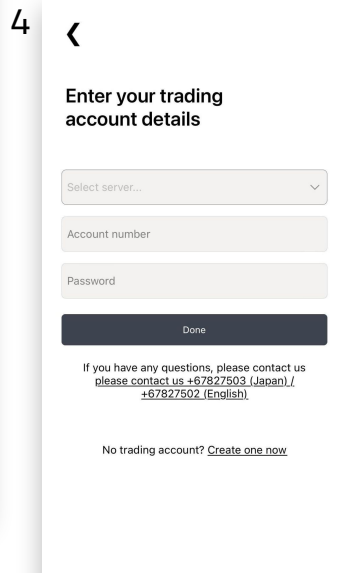 4
Enter your trading
account details
Select server...
Account number
Password
Done
If you have any questions, please contact us
please contact us +67827503 (Japan) /
+67827502 (English)
No trading account? Create one now